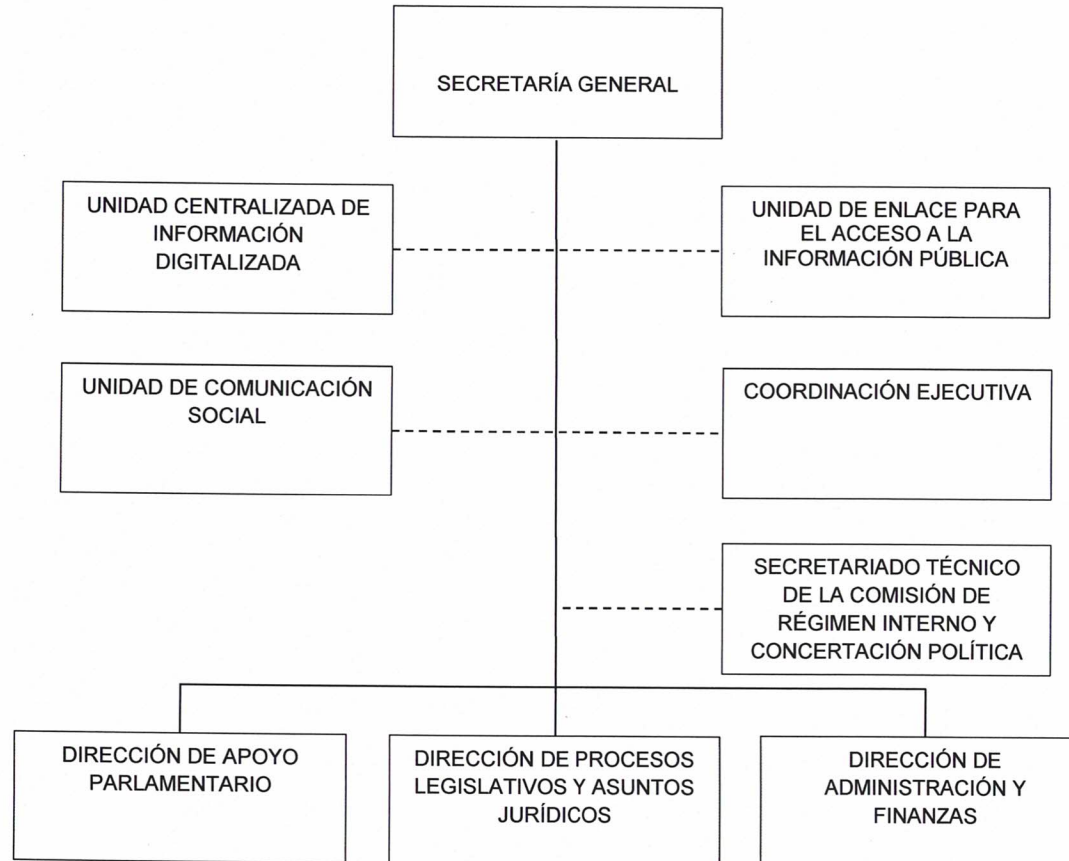 SECRETARÍA GENERAL
UNIDAD CENTRALIZADA DE
INFORMACIÓN
DIGITALIZADA
UNIDAD DE ENLACE PARA
EL ACCESO A LA
INFORMACIÓN PÚBLICA
UNIDAD DE COMUNICACIÓN
SOCIAL
COORDINACIÓN EJECUTIVA
SECRETARIADO TÉCNICO
DE LA COMISIÓN DE
RÉGIMEN INTERNO Y
CONCERTACIÓN POLÍTICA
DIRECCIÓN DE APOYO
PARLAMENTARIO
DIRECCIÓN DE PROCESOS
LEGISLATIVOS Y ASUNTOS
JURÍDICOS
DIRECCIÓN DE
ADMINISTRACIÓN Y
FINANZAS